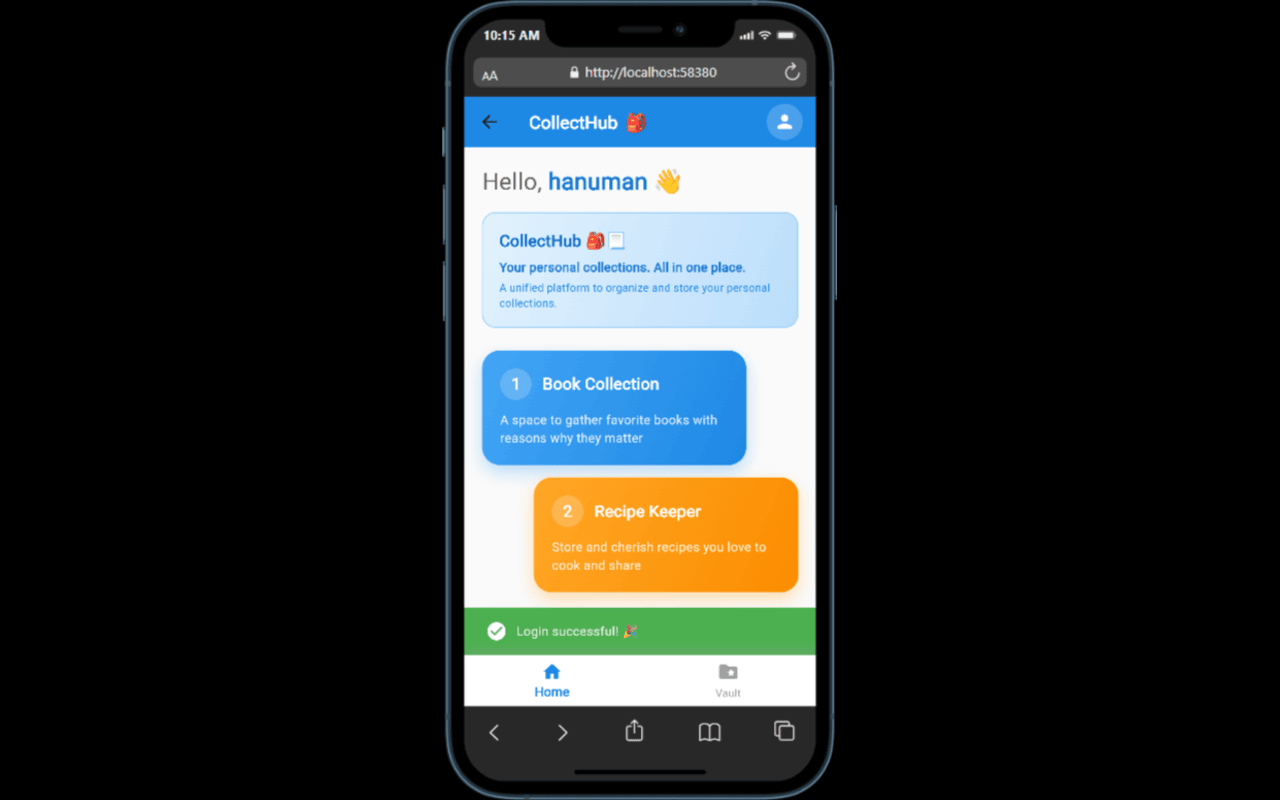 10:15 AM
AA http://localhost:58380
CollectHub 🎒
Hello, hanuman 👋
CollectHub 🎒📃
Your personal collections. All in one place.
A unified platform to organize and store your personal
collections.
1 Book Collection
A space to gather favorite books with
reasons why they matter
2 Recipe Keeper
Store and cherish recipes you love to
cook and share
Login successful! 🎉
Home Vault